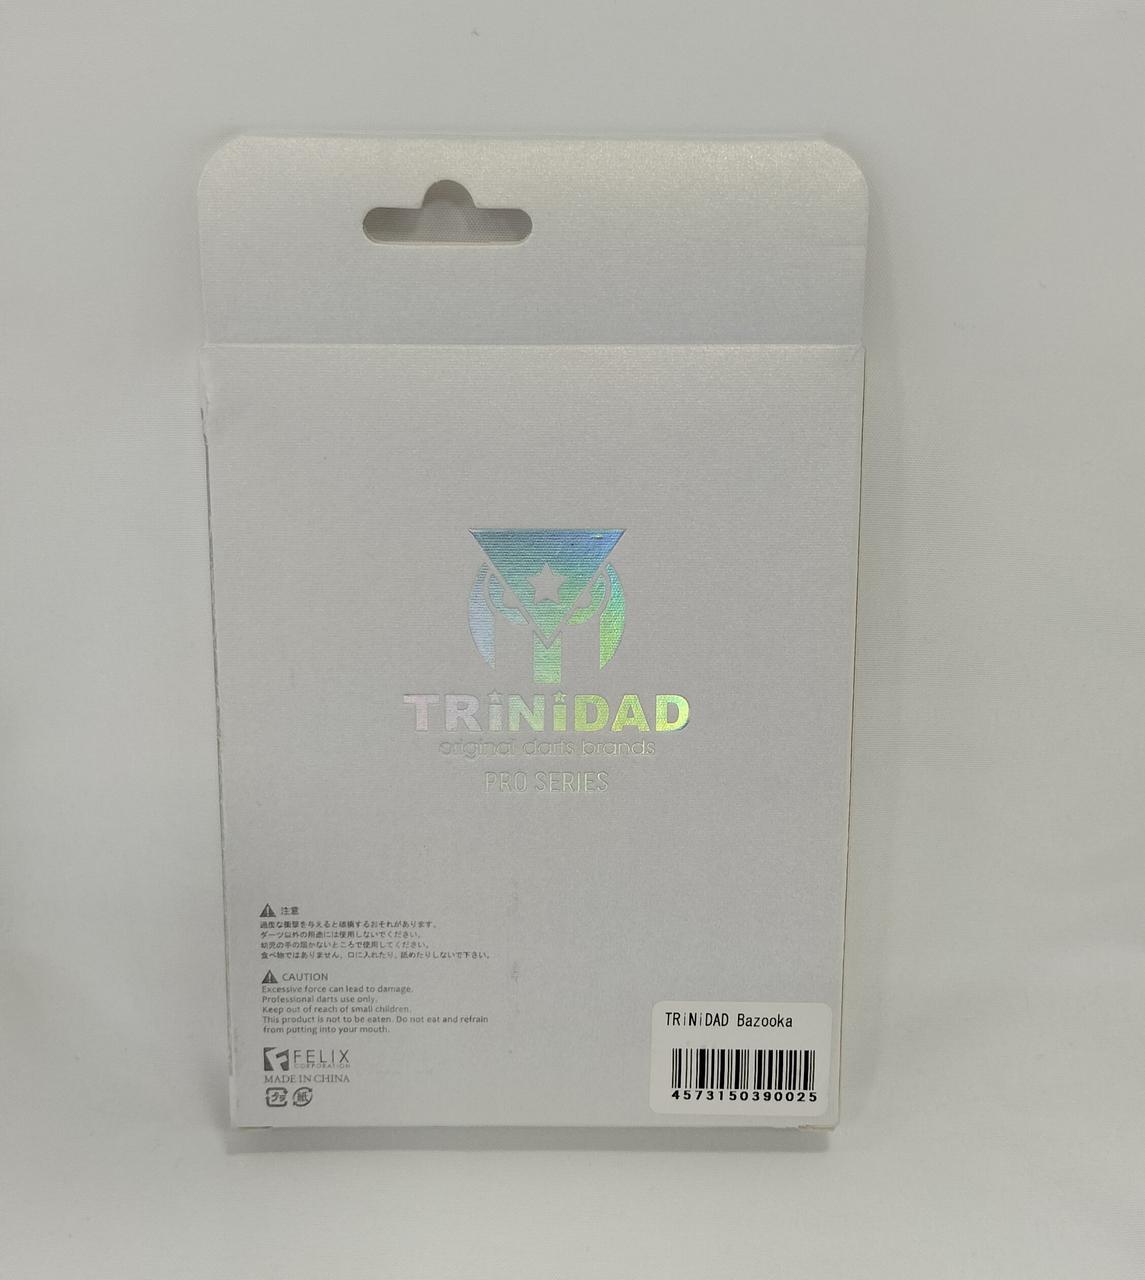 TRiNiDAD
original darts brands
PRO SERIES
注意
過度な衝撃を与えると破損するおそれがあります。
ダーツ以外の用途には使用しないでください。
幼児の手の届かないところで使用してください。
食べ物ではありません。口に入れたり、舐めたりしないで下さい。
CAUTION
Excessive force can lead to damage.
Professional darts use only.
Keep out of reach of small children.
This product is not to be eaten. Do not eat and refrain
from putting into your mouth.
FELIX
CORPORATION
MADE IN CHINA
プラ 紙
TRiNiDAD Bazooka
4573150390025